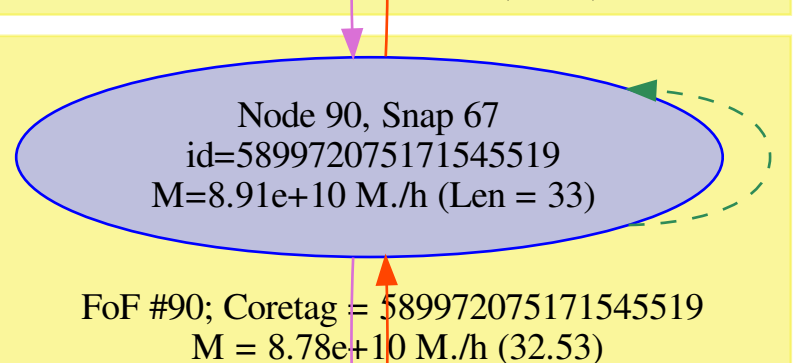 Node 90, Snap 67
id=589972075171545519
M=8.91e+10 M./h (Len = 33)
FoF #90; Coretag = 589972075171545519
M = 8.78e+10 M./h (32.53)